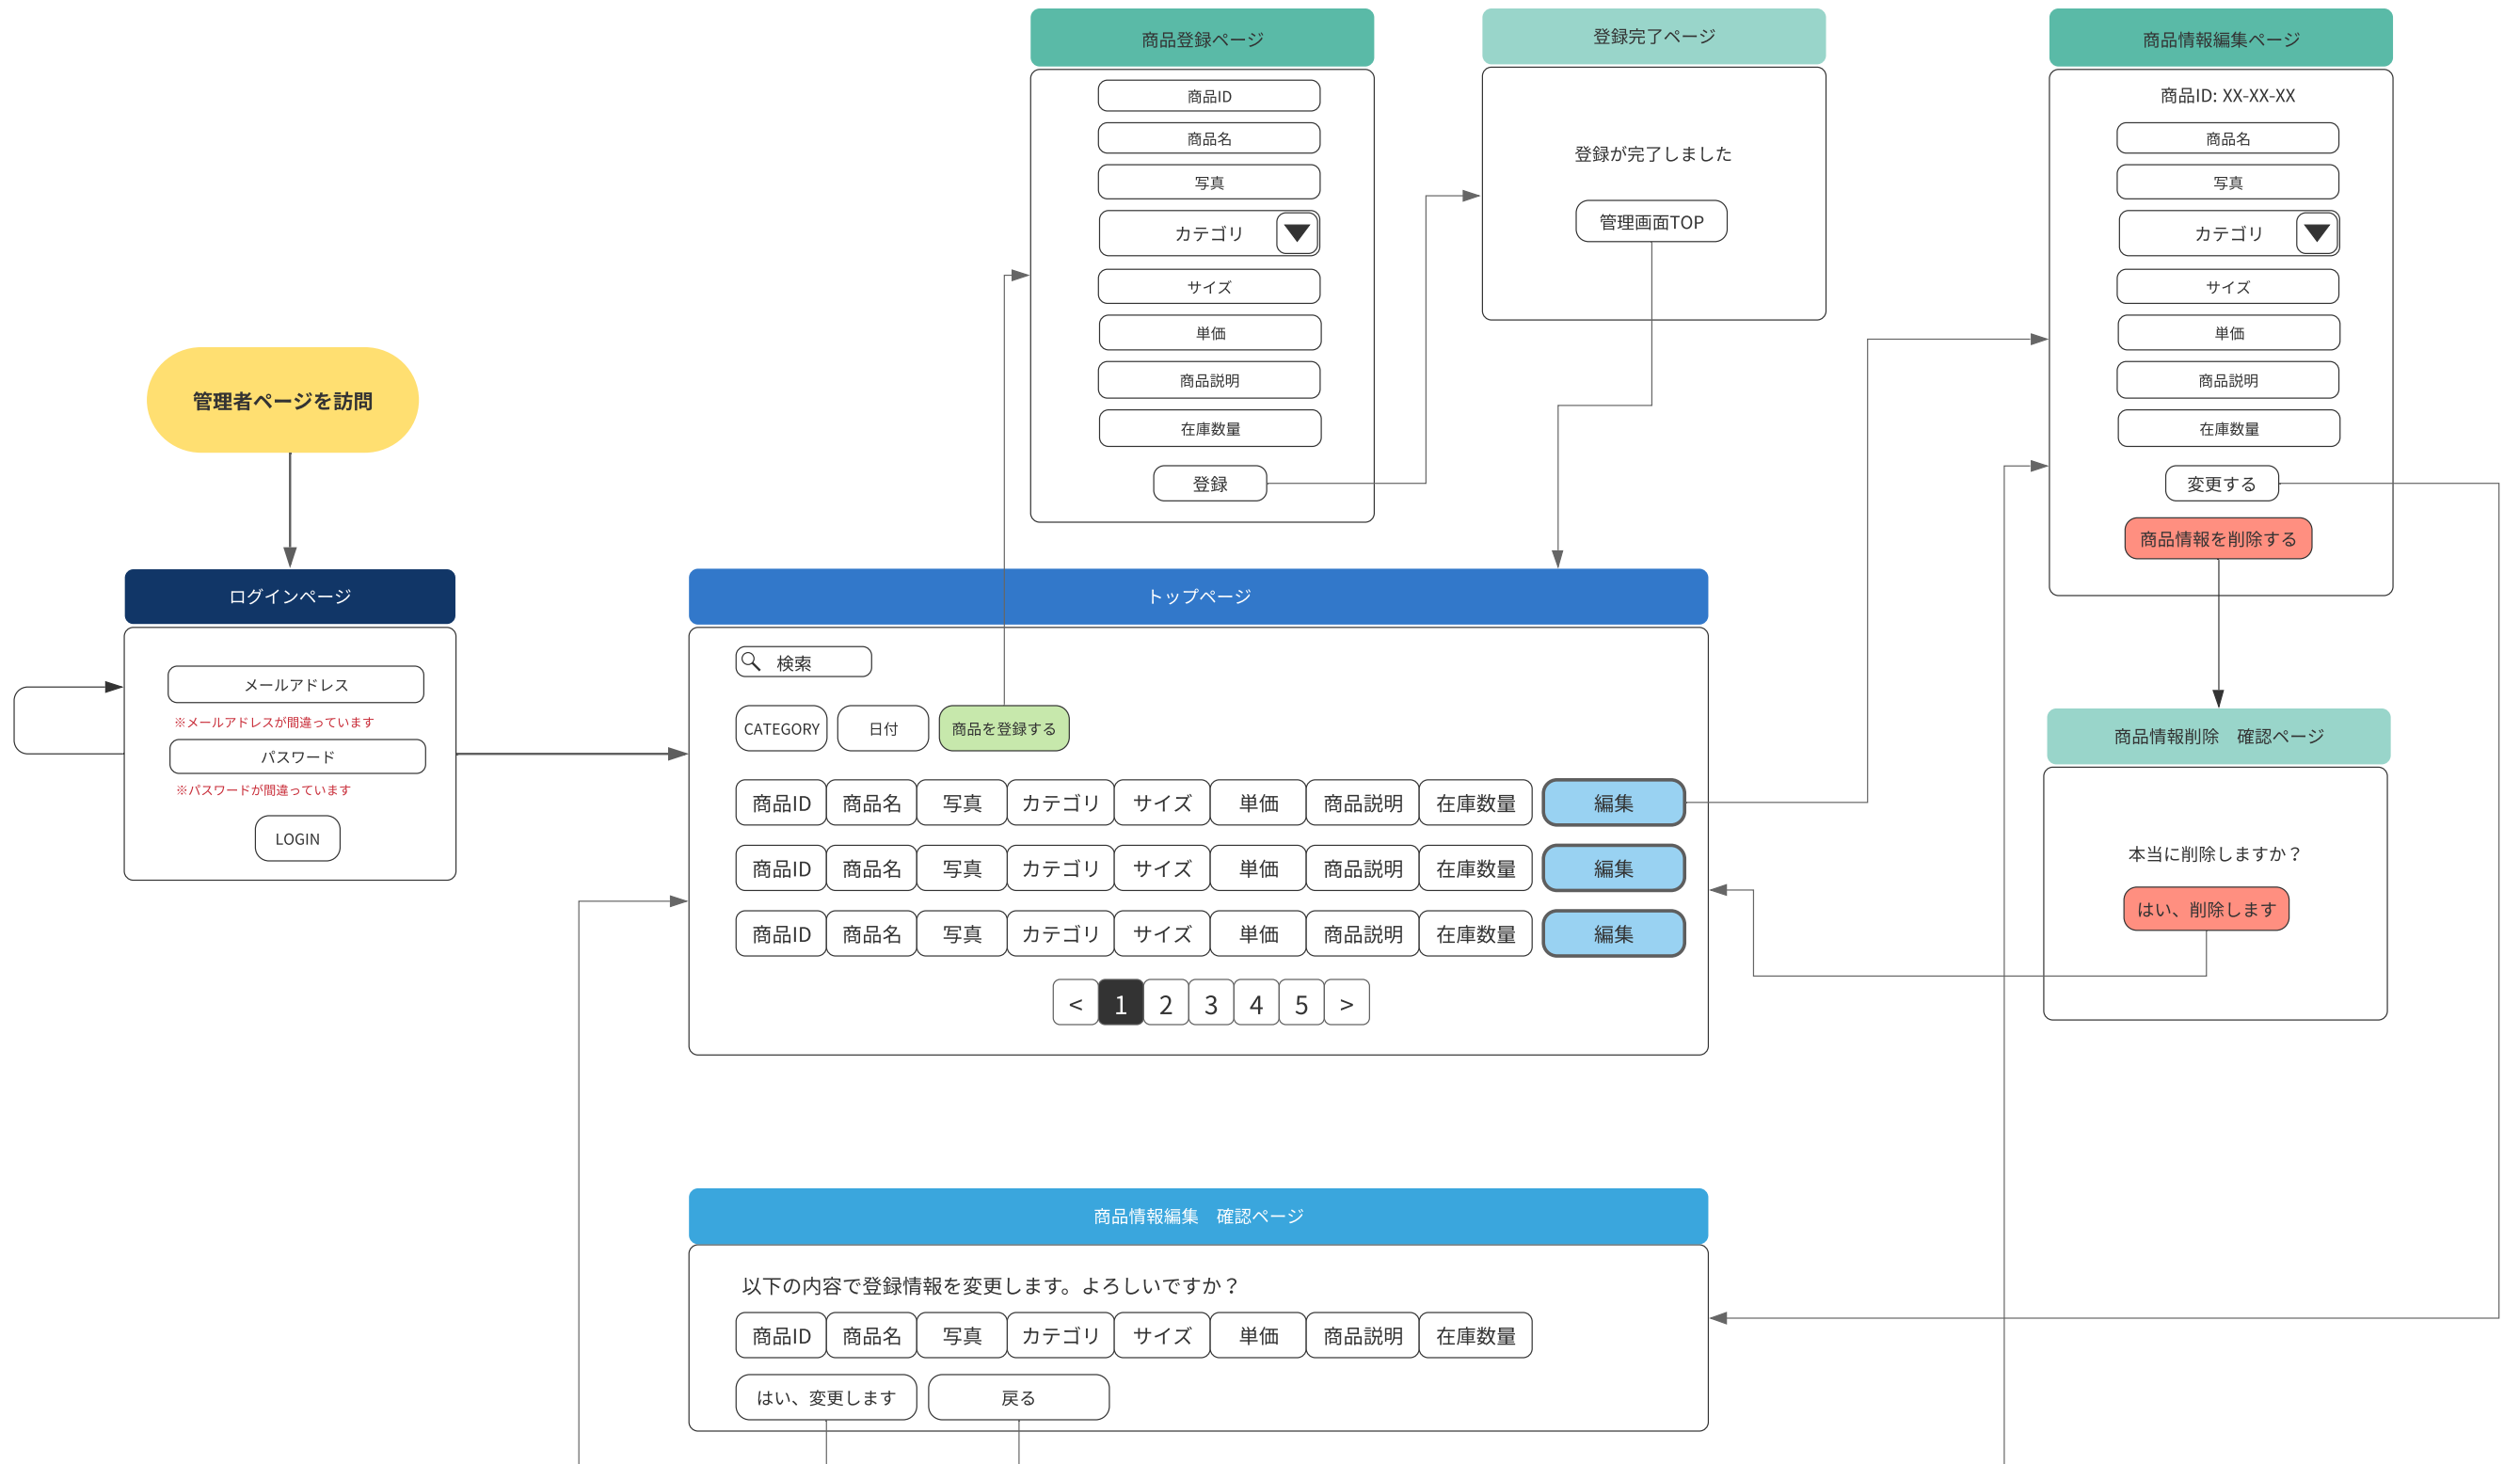 管理者ページを訪問
ログインページ
メールアドレス
※メールアドレスが間違っています
パスワード
※パスワードが間違っています
LOGIN
商品登録ページ
商品ID
商品名
写真
カテゴリ
サイズ
単価
商品説明
在庫数量
登録
登録完了ページ
登録が完了しました
管理画面TOP
商品情報編集ページ
商品ID: XX-XX-XX
商品名
写真
カテゴリ
サイズ
単価
商品説明
在庫数量
変更する
商品情報を削除する
トップページ
検索
CATEGORY 日付 商品を登録する
商品ID 商品名 写真 カテゴリ サイズ 単価 商品説明 在庫数量 編集
商品ID 商品名 写真 カテゴリ サイズ 単価 商品説明 在庫数量 編集
商品ID 商品名 写真 カテゴリ サイズ 単価 商品説明 在庫数量 編集
< 1 2 3 4 5 >
商品情報削除　確認ページ
本当に削除しますか？
はい、削除します
商品情報編集　確認ページ
以下の内容で登録情報を変更します。よろしいですか？
商品ID 商品名 写真 カテゴリ サイズ 単価 商品説明 在庫数量
はい、変更します 戻る